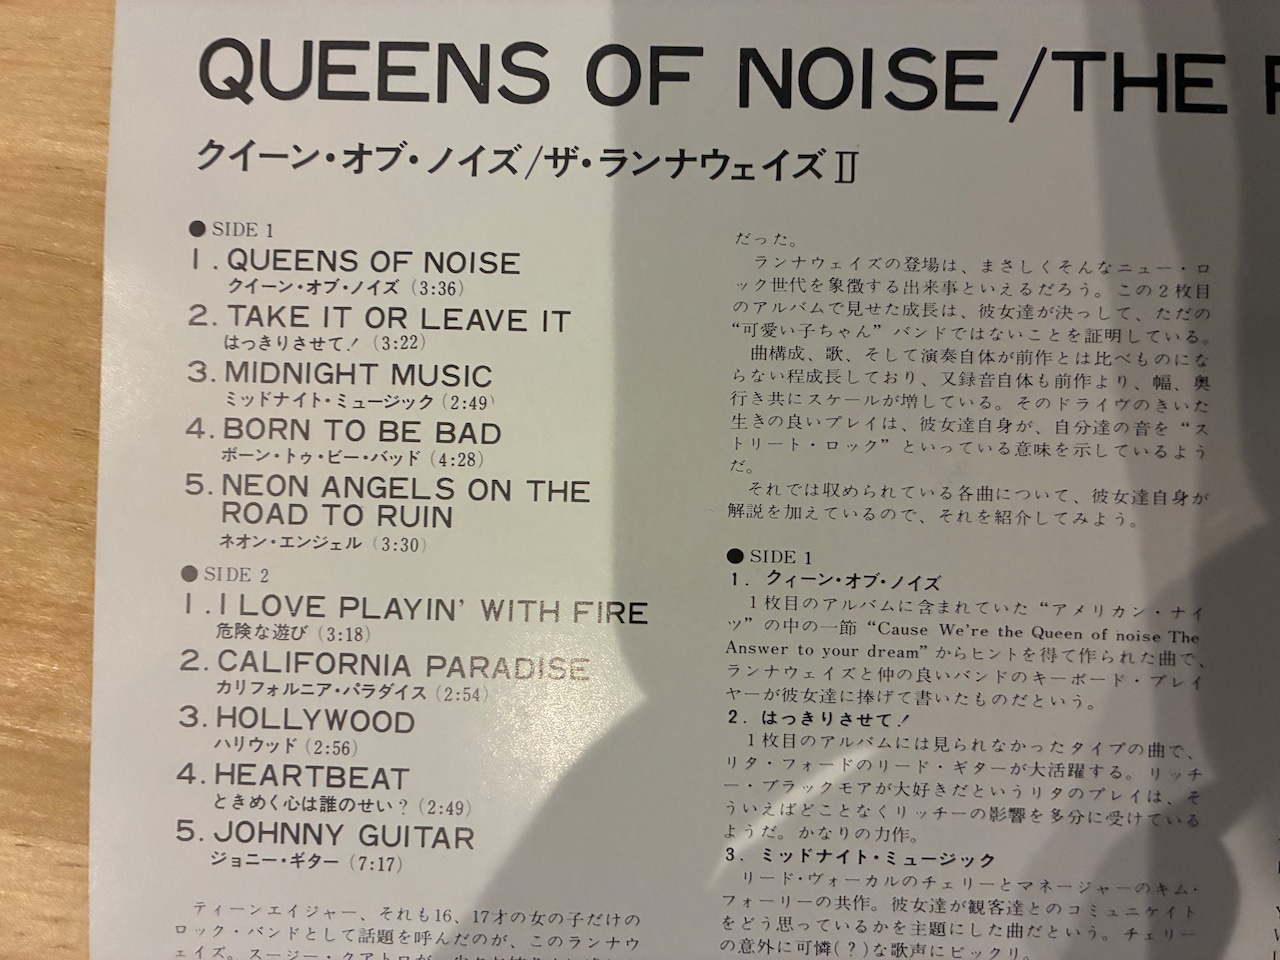 QUEENS OF NOISE/THE
クイーン・オブ・ノイズ/ザ・ランナウェイズⅡ
●SIDE 1
1.QUEENS OF NOISE
クイーン・オブ・ノイズ (3:36)
2.TAKE IT OR LEAVE IT
はっきりさせて! (3:22)
3.MIDNIGHT MUSIC
ミッドナイト・ミュージック (2:49)
4.BORN TO BE BAD
ボーン・トゥ・ビー・バッド (4:28)
5.NEON ANGELS ON THE
ROAD TO RUIN
ネオン・エンジェル (3:30)
●SIDE 2
1.I LOVE PLAYIN' WITH FIRE
危険な遊び (3:18)
2.CALIFORNIA PARADISE
カリフォルニア・パラダイス (2:54)
3.HOLLYWOOD
ハリウッド (2:56)
4.HEARTBEAT
ときめく心は誰のせい? (2:49)
5.JOHNNY GUITAR
ジョニー・ギター (7:17)
ティーンエイジャー、それも16、17才の女の子だけの
ロック・バンドとして話題を呼んだのが、このランナウ
ェイズ。スージー・クアトロが、
だった。
ランナウェイズの登場は、まさしくそんなニュー・ロ
ック世代を象徴する出来事といえるだろう。この2枚目
のアルバムで見せた成長は、彼女達が決っして、ただの
“可愛い子ちゃん”バンドではないことを証明している。
曲構成、歌、そして演奏自体が前作とは比べものにな
らない程成長しており、又録音自体も前作より、幅、奥
行き共にスケールが増している。そのドライヴのきいた
生きの良いプレイは、彼女達自身が、自分達の音を“ス
トリート・ロック”といっている意味を示しているよう
だ。
それでは収められている各曲について、彼女達自身が
解説を加えているので、それを紹介してみよう。
●SIDE 1
1. クィーン・オブ・ノイズ
1枚目のアルバムに含まれていた“アメリカン・ナイ
ツ”の中の一節“Cause We're the Queen of noise The
Answer to your dream”からヒントを得て作られた曲で、
ランナウェイズと仲の良いバンドのキーボード・プレイ
ヤーが彼女達に捧げて書いたものだという。
2. はっきりさせて!
1枚目のアルバムには見られなかったタイプの曲で、
リタ・フォードのリード・ギターが大活躍する。リッチ
ー・ブラックモアが大好きだというリタのプレイは、そ
ういえばどことなくリッチーの影響を多分に受けている
ようだ。かなりの力作。
3. ミッドナイト・ミュージック
リード・ヴォーカルのチェリーとマネージャーのキム・
フォーリーの共作。彼女達が観客達とのコミュニケイト
をどう思っているかを主題にした曲だという。チェリー
の意外に可憐(?)な歌声にビックリ。